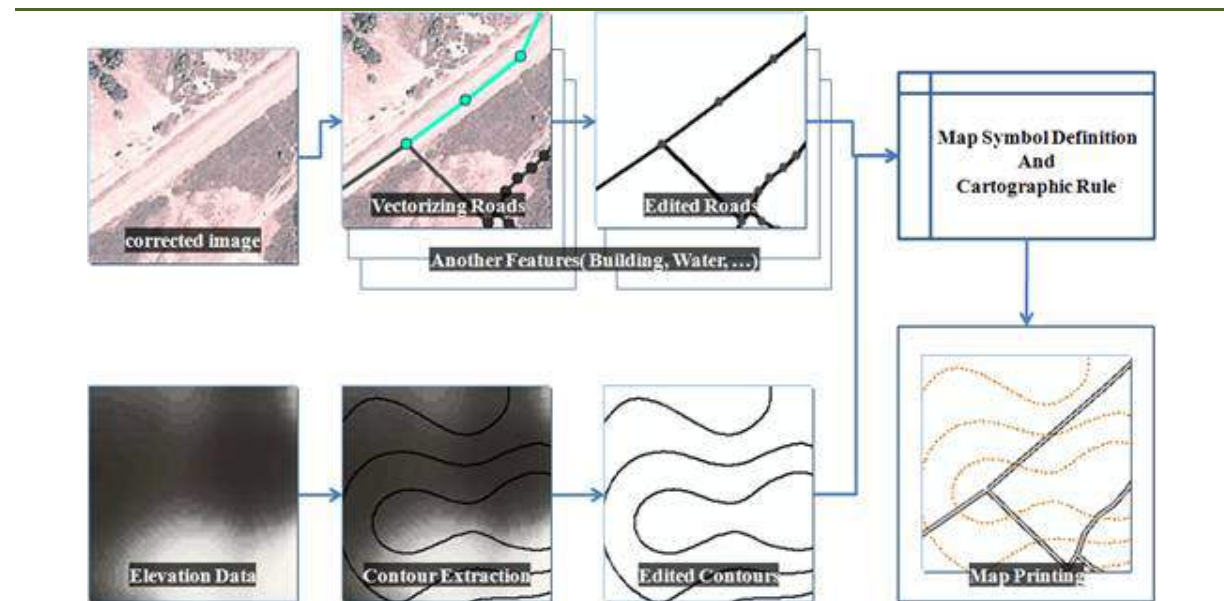 corrected image
Vectorizing Roads
Edited Roads
Another Features( Building, Water, ...)
Map Symbol Definition
And
Cartographic Rule
Elevation Data
Contour Extraction
Edited Contours
Map Printing